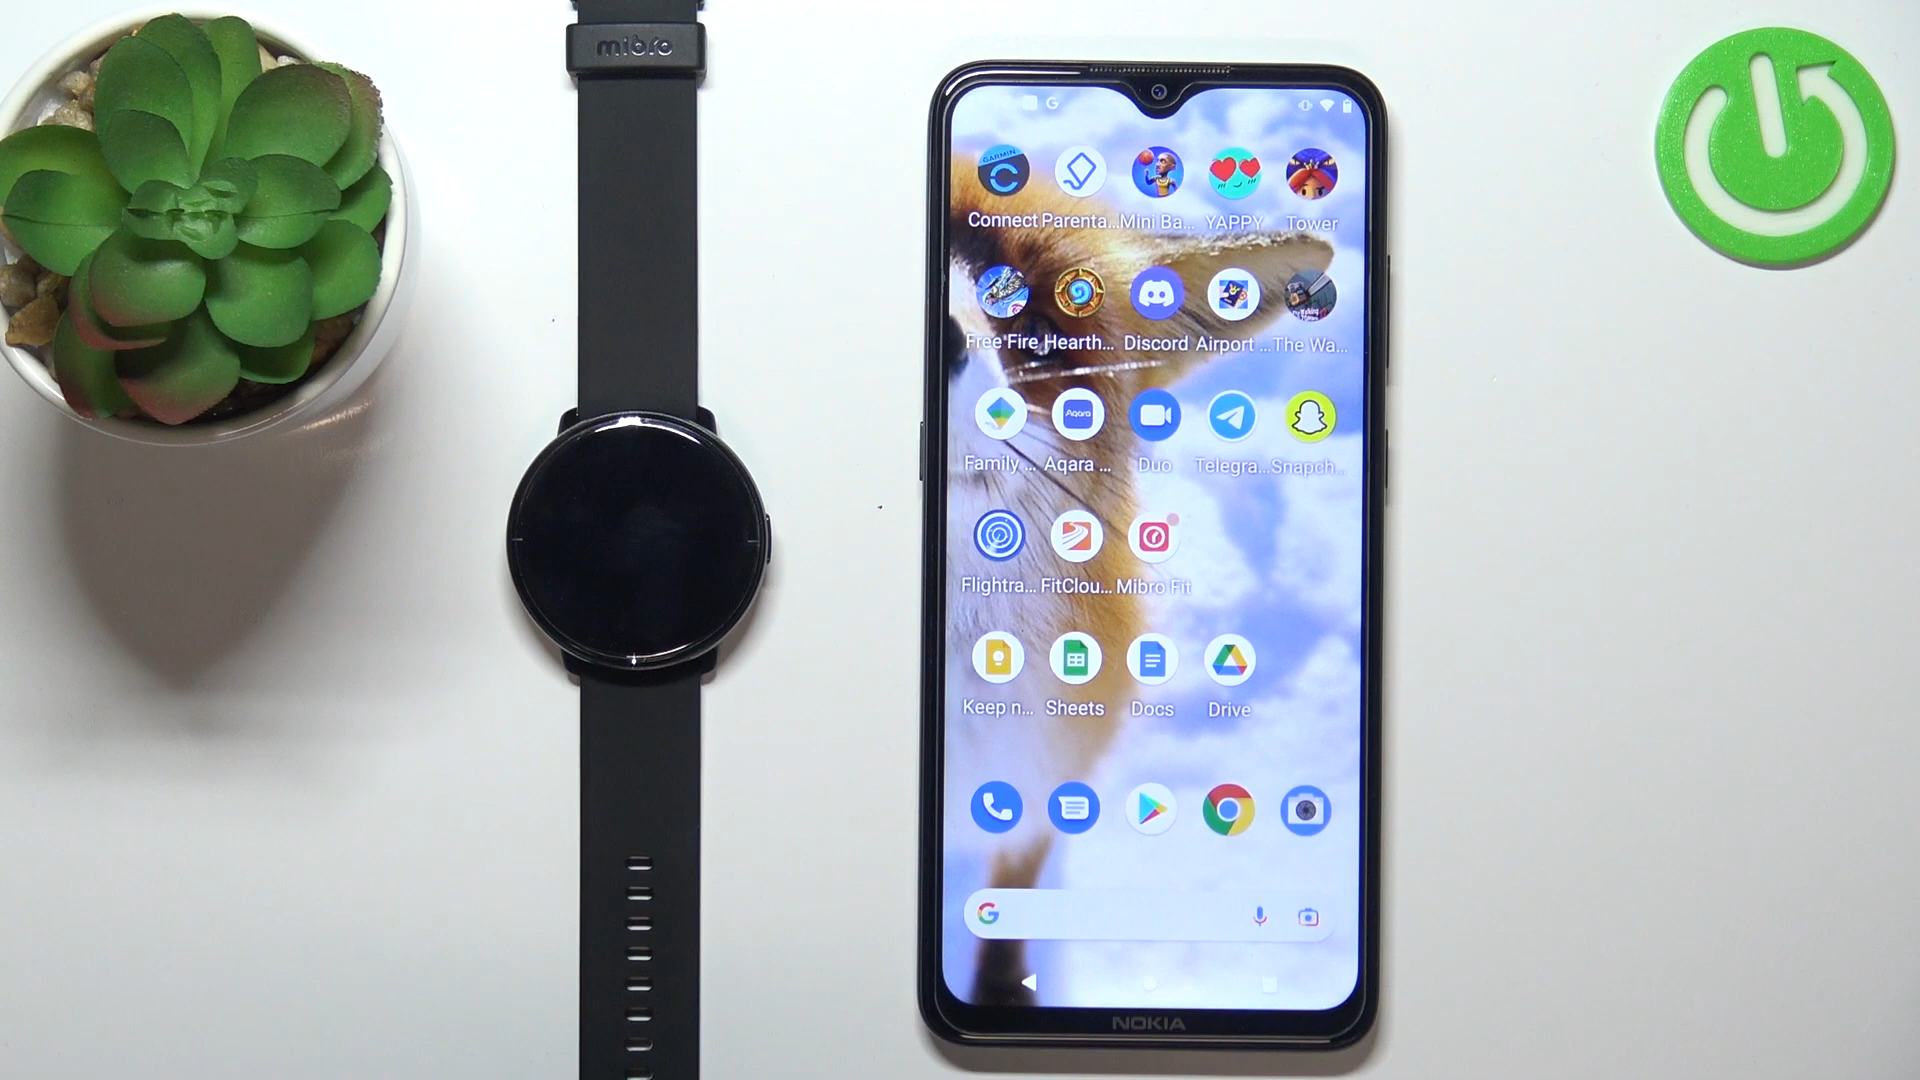 mibro
G
GARMIN
Connect Parenta... Mini Ba... YAPPY Tower
Free Fire Hearth... Discord Airport ... The Wa...
Aqara
Family ... Aqara ... Duo Telegra... Snapch...
Flightra... FitClou... Mibro Fit
Keep n... Sheets Docs Drive
G
NOKIA